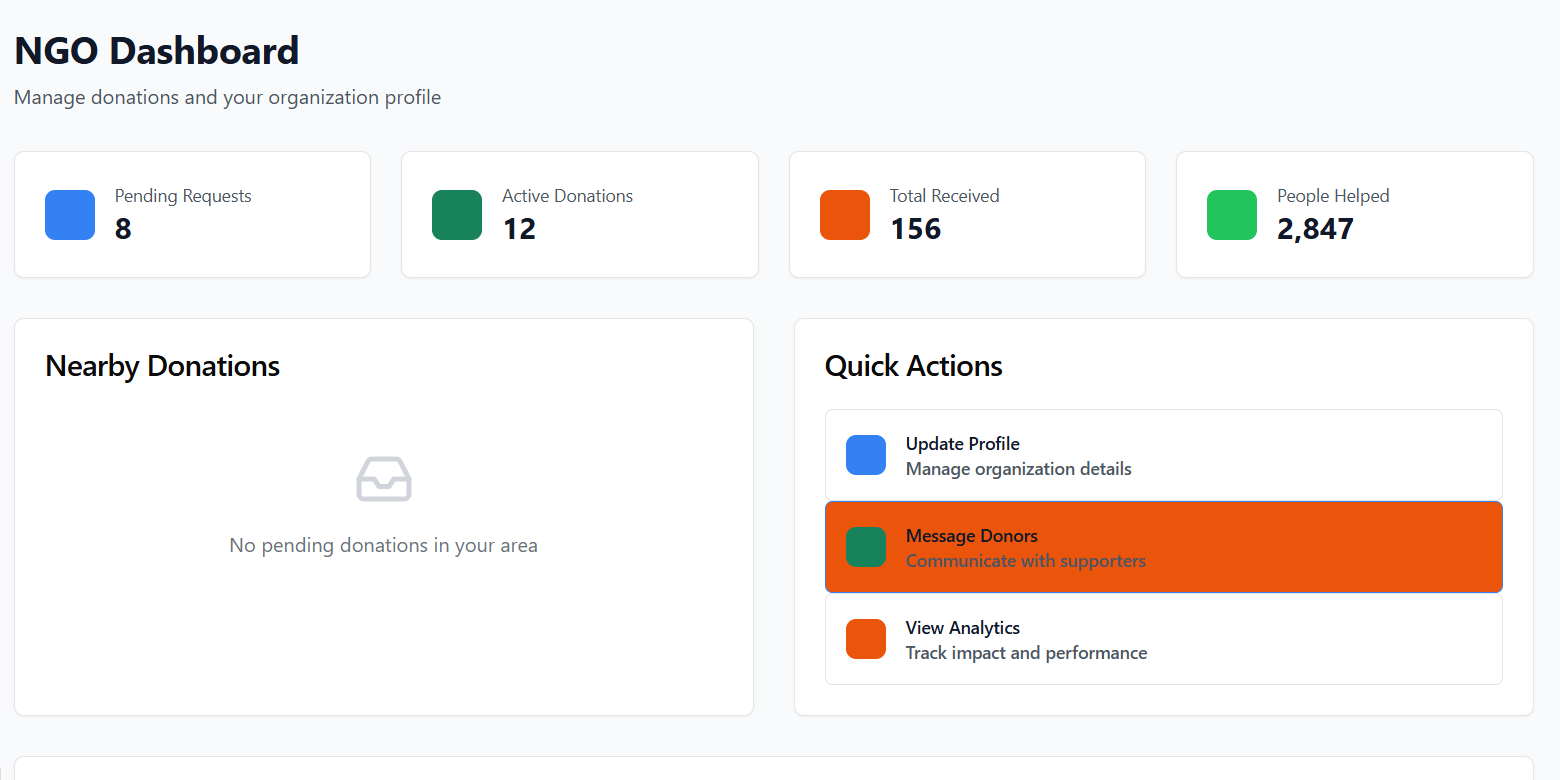 NGO Dashboard
Manage donations and your organization profile
Pending Requests
8
Active Donations
12
Total Received
156
People Helped
2,847
Nearby Donations
No pending donations in your area
Quick Actions
Update Profile
Manage organization details
Message Donors
Communicate with supporters
View Analytics
Track impact and performance